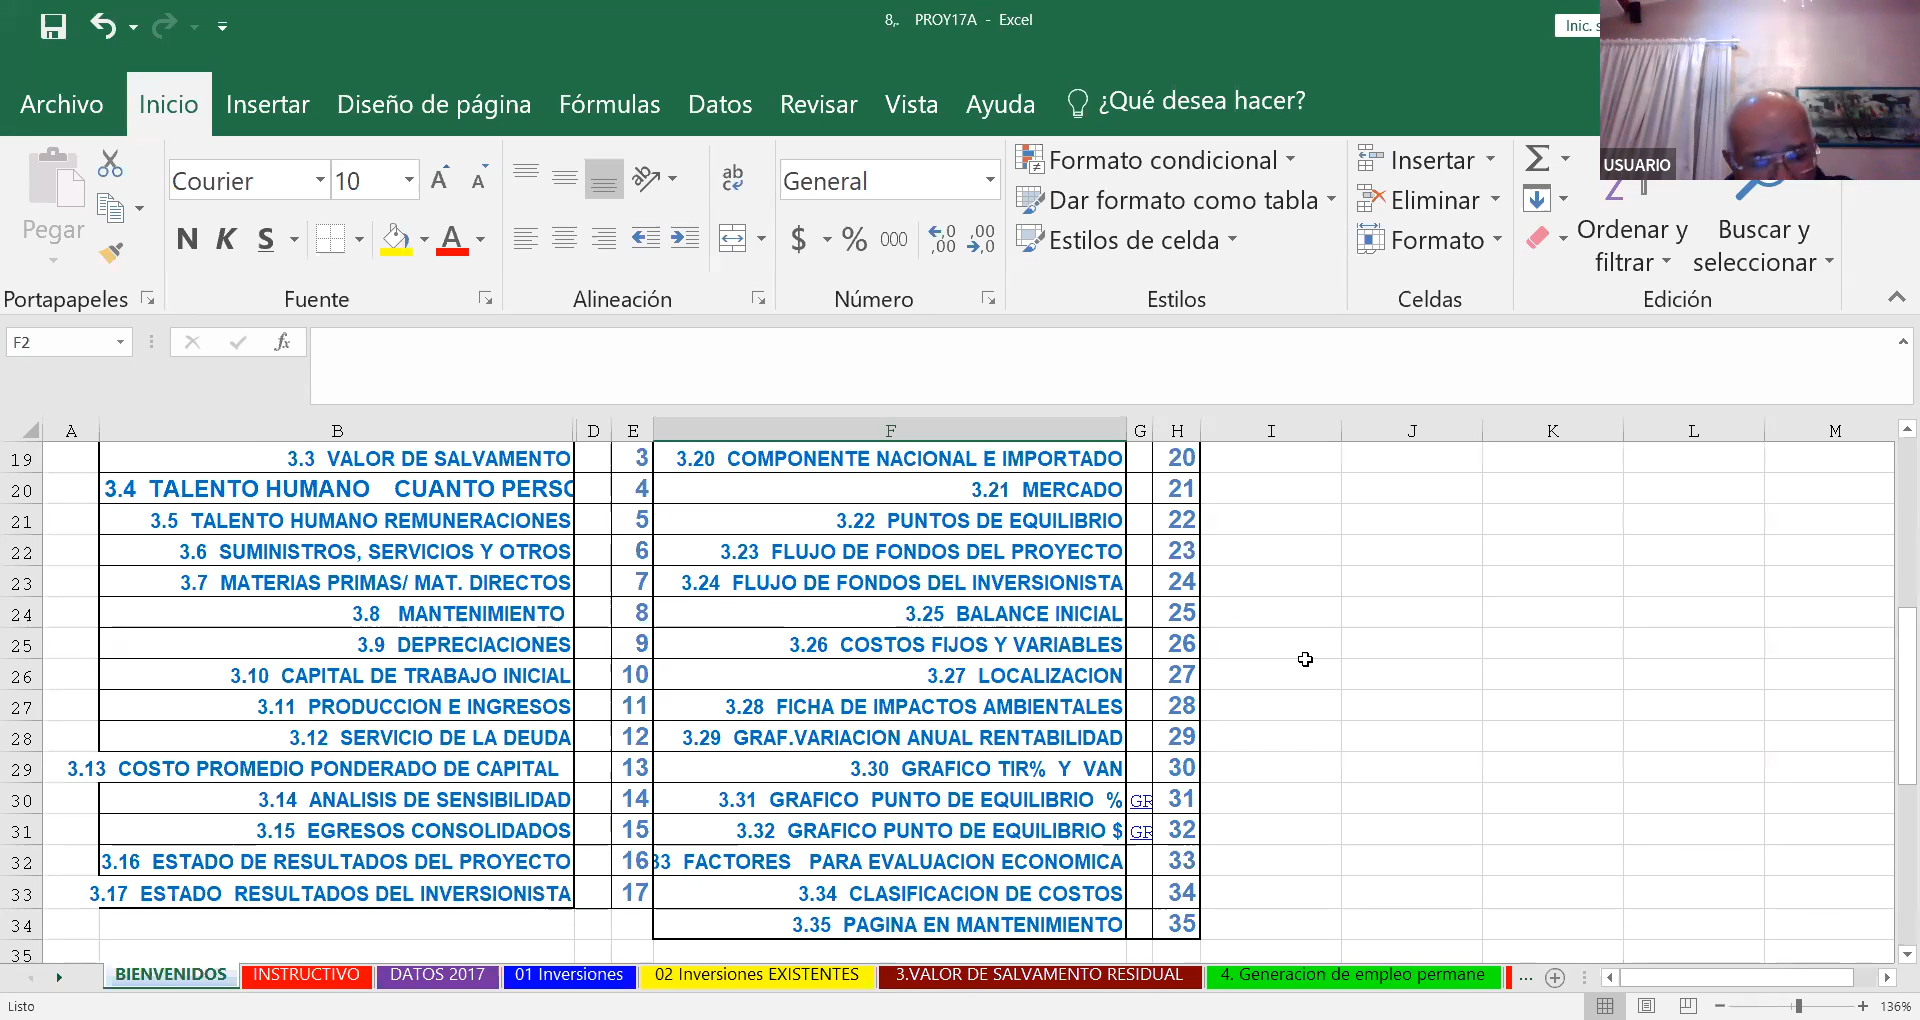 8,. PROY17A - Excel
Inic. s
USUARIO
Archivo Inicio Insertar Diseño de página Fórmulas Datos Revisar Vista Ayuda ¿Qué desea hacer?
Pegar
Courier 10
N K S A A A
ab c
General
$ % 000 ,0 ,00 ,00 ,0
Formato condicional
Dar formato como tabla
Estilos de celda
Insertar
Eliminar
Formato
Ordenar y filtrar
Buscar y seleccionar
Portapapeles Fuente Alineación Número Estilos Celdas Edición
F2 fx
A B D E F G H I J K L M
19 3.3 VALOR DE SALVAMENTO 3 3.20 COMPONENTE NACIONAL E IMPORTADO 20
20 3.4 TALENTO HUMANO CUANTO PERSO 4 3.21 MERCADO 21
21 3.5 TALENTO HUMANO REMUNERACIONES 5 3.22 PUNTOS DE EQUILIBRIO 22
22 3.6 SUMINISTROS, SERVICIOS Y OTROS 6 3.23 FLUJO DE FONDOS DEL PROYECTO 23
23 3.7 MATERIAS PRIMAS/ MAT. DIRECTOS 7 3.24 FLUJO DE FONDOS DEL INVERSIONISTA 24
24 3.8 MANTENIMIENTO 8 3.25 BALANCE INICIAL 25
25 3.9 DEPRECIACIONES 9 3.26 COSTOS FIJOS Y VARIABLES 26
26 3.10 CAPITAL DE TRABAJO INICIAL 10 3.27 LOCALIZACION 27
27 3.11 PRODUCCION E INGRESOS 11 3.28 FICHA DE IMPACTOS AMBIENTALES 28
28 3.12 SERVICIO DE LA DEUDA 12 3.29 GRAF.VARIACION ANUAL RENTABILIDAD 29
29 3.13 COSTO PROMEDIO PONDERADO DE CAPITAL 13 3.30 GRAFICO TIR% Y VAN 30
30 3.14 ANALISIS DE SENSIBILIDAD 14 3.31 GRAFICO PUNTO DE EQUILIBRIO % GR 31
31 3.15 EGRESOS CONSOLIDADOS 15 3.32 GRAFICO PUNTO DE EQUILIBRIO $ GR 32
32 3.16 ESTADO DE RESULTADOS DEL PROYECTO 16 33 FACTORES PARA EVALUACION ECONOMICA 33
33 3.17 ESTADO RESULTADOS DEL INVERSIONISTA 17 3.34 CLASIFICACION DE COSTOS 34
34 3.35 PAGINA EN MANTENIMIENTO 35
35
BIENVENIDOS INSTRUCTIVO DATOS 2017 01 Inversiones 02 Inversiones EXISTENTES 3.VALOR DE SALVAMENTO RESIDUAL 4. Generacion de empleo permane ...
Listo 136%